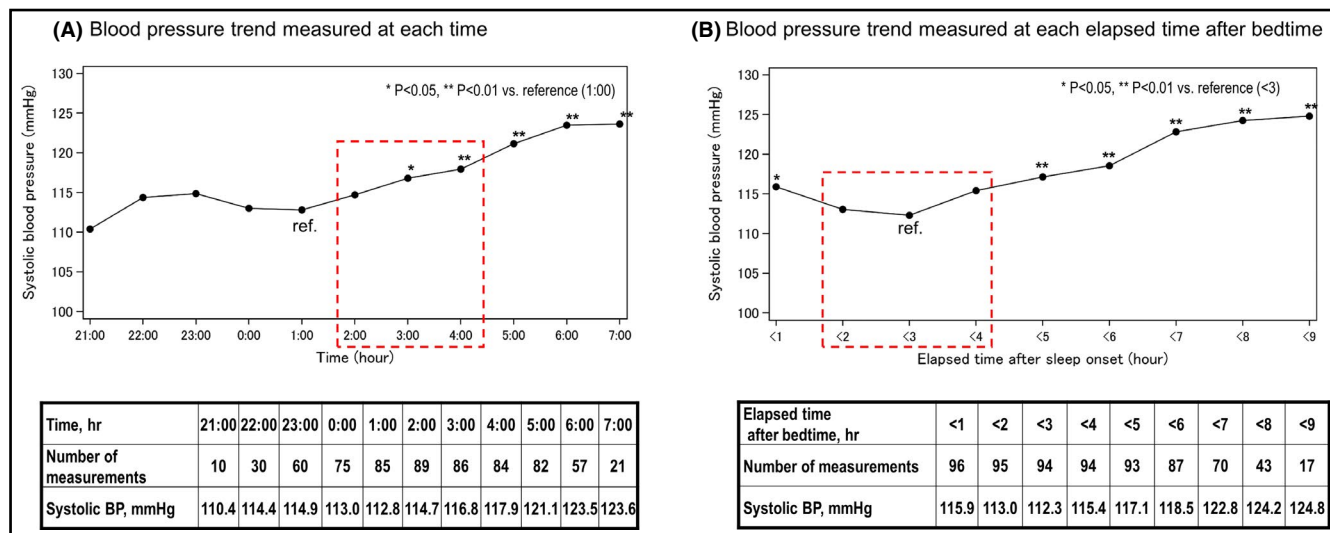 (A) Blood pressure trend measured at each time
* P<0.05, ** P<0.01 vs. reference (1:00)
Systolic blood pressure (mmHg)
130
125
120
115
110
105
100
*
**
**
**
**
ref.
21:00 22:00 23:00 0:00 1:00 2:00 3:00 4:00 5:00 6:00 7:00
Time (hour)
Time, hr 21:00 22:00 23:00 0:00 1:00 2:00 3:00 4:00 5:00 6:00 7:00
Number of
measurements 10 30 60 75 85 89 86 84 82 57 21
Systolic BP, mmHg 110.4 114.4 114.9 113.0 112.8 114.7 116.8 117.9 121.1 123.5 123.6
(B) Blood pressure trend measured at each elapsed time after bedtime
* P<0.05, ** P<0.01 vs. reference (<3)
Systolic blood pressure (mmHg)
130
125
120
115
110
105
100
*
**
**
**
**
**
ref.
<1 <2 <3 <4 <5 <6 <7 <8 <9
Elapsed time after sleep onset (hour)
Elapsed time
after bedtime, hr <1 <2 <3 <4 <5 <6 <7 <8 <9
Number of measurements 96 95 94 94 93 87 70 43 17
Systolic BP, mmHg 115.9 113.0 112.3 115.4 117.1 118.5 122.8 124.2 124.8